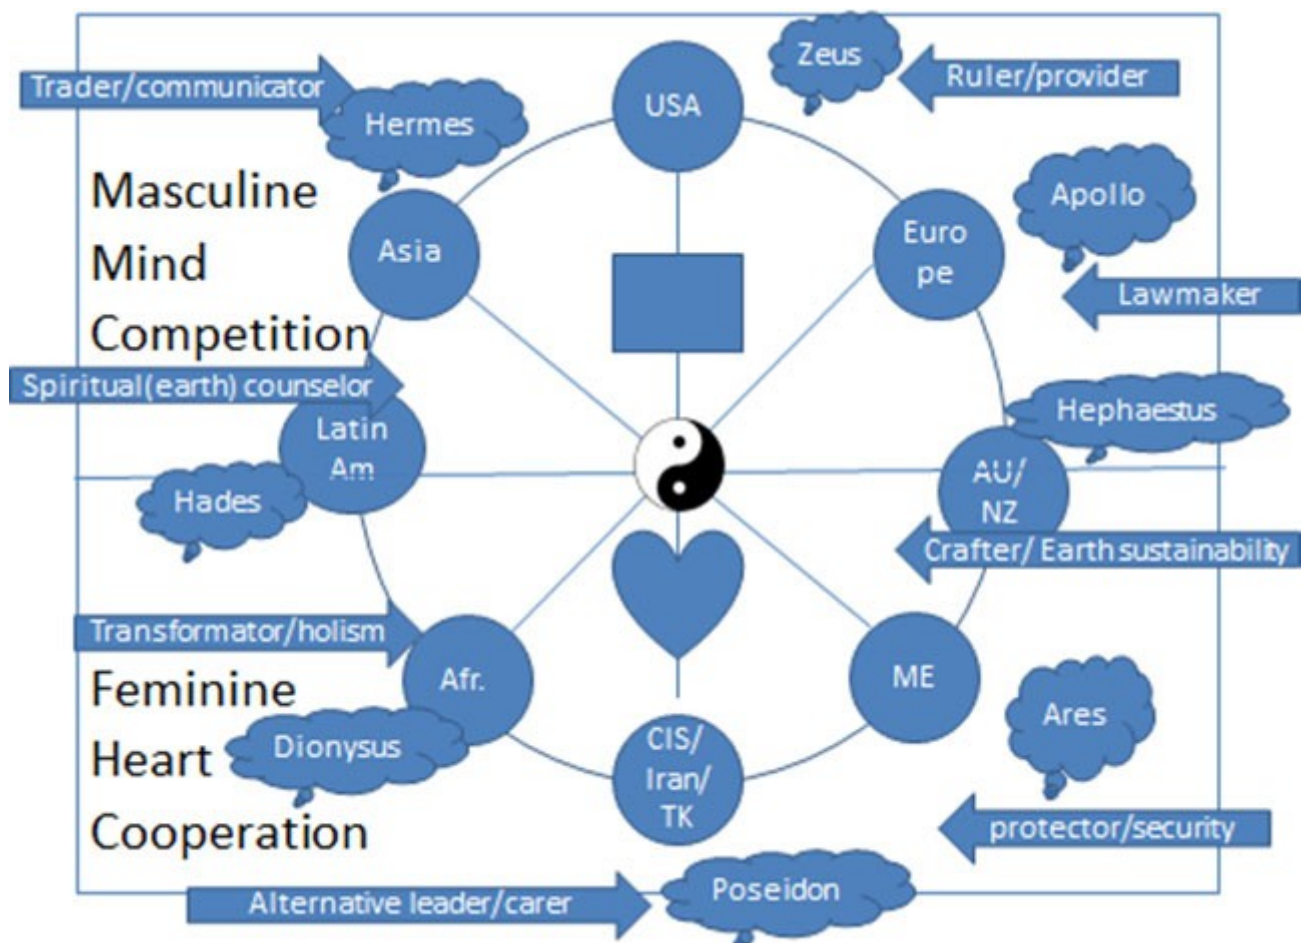 Zeus
Trader/communicator
Ruler/provider
Hermes
USA
Masculine
Apollo
Asia
Euro
pe
Mind
Lawmaker
Competition
Spiritual(earth) counselor
Hephaestus
Latin
Am
AU/
NZ
Hades
Crafter/ Earth sustainability
Transformator/holism
Feminine
Afr.
ME
Ares
Dionysus
CIS/
Iran/
TK
Heart
Cooperation
protector/security
Alternative leader/carer
Poseidon